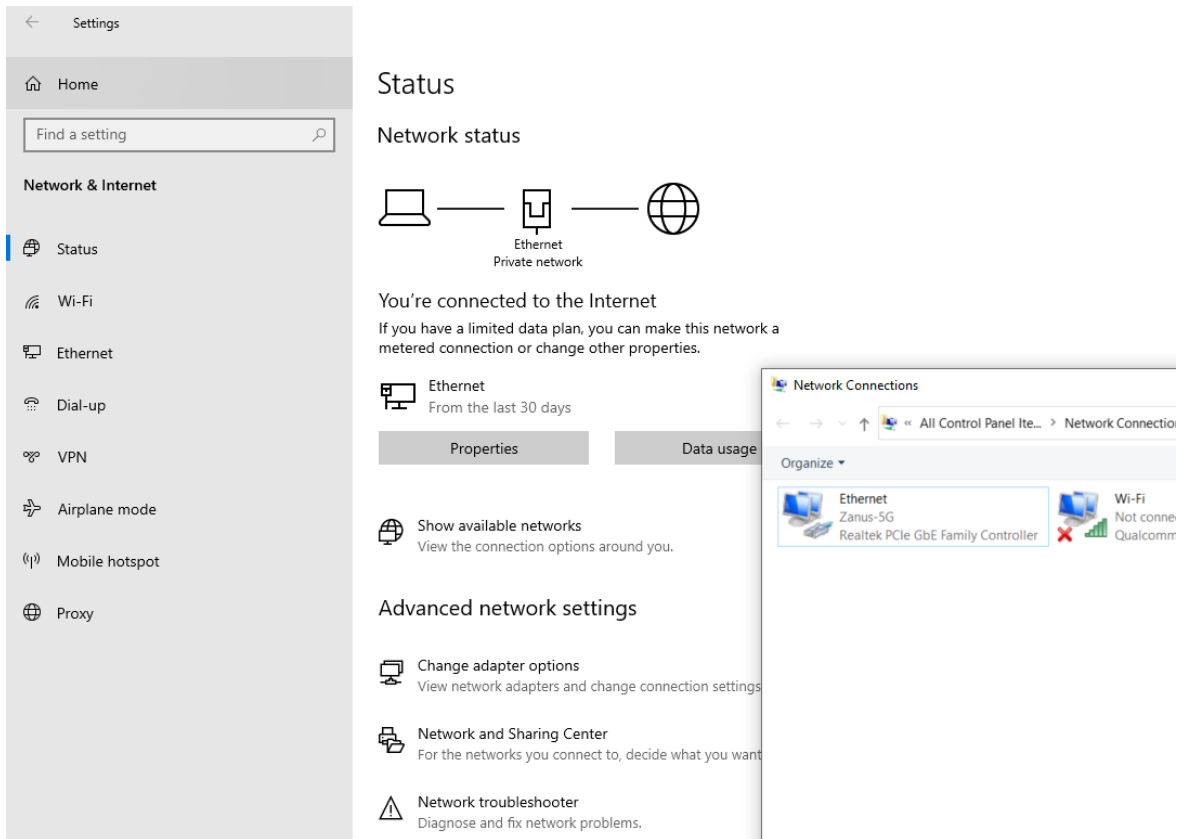 Settings
Home
Find a setting
Network & Internet
Status
Wi-Fi
Ethernet
Dial-up
VPN
Airplane mode
Mobile hotspot
Proxy
Status
Network status
Ethernet
Private network
You're connected to the Internet
If you have a limited data plan, you can make this network a
metered connection or change other properties.
Ethernet
From the last 30 days
Properties
Data usage
Show available networks
View the connection options around you.
Advanced network settings
Change adapter options
View network adapters and change connection settings
Network and Sharing Center
For the networks you connect to, decide what you want
Network troubleshooter
Diagnose and fix network problems.
Network Connections
« All Control Panel Ite... > Network Connectio
Organize
Ethernet
Zanus-5G
Realtek PCIe GbE Family Controller
Wi-Fi
Not conne
Qualcomm